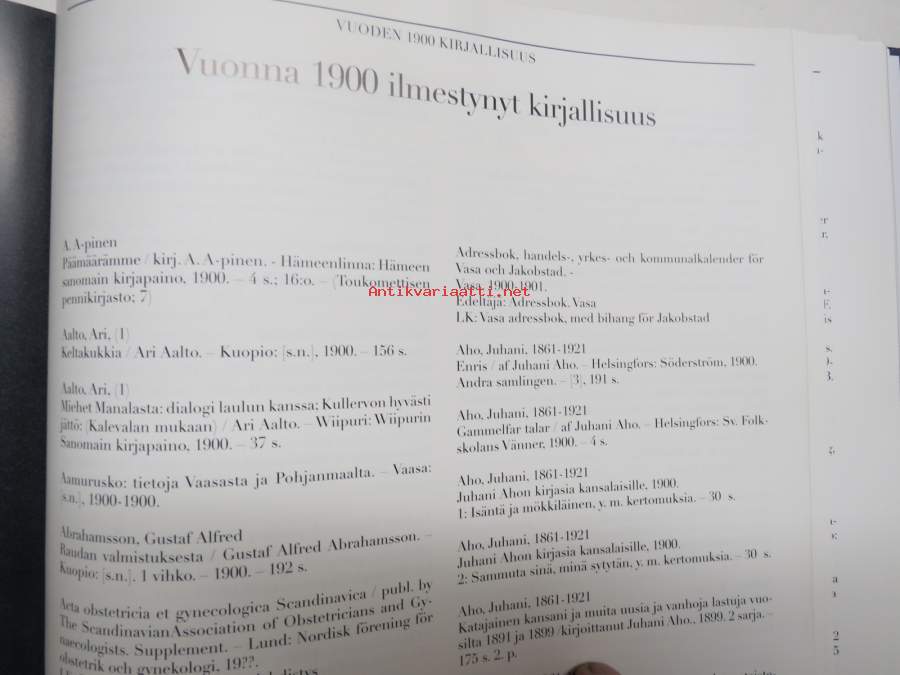 VUODEN 1900 KIRJALLISUUS
Vuonna 1900 ilmestynyt kirjallisuus
A. A-pinen
Päämäärämme / kirj. A. A-pinen. - Hämeenlinna: Hämeen
sanomain kirjapaino, 1900. – 4 s.; 16:o. – (Toukomettisen
pennikirjasto; 7)
Aalto, Ari, (1)
Keltakukkia / Ari Aalto. – Kuopio: [s.n.], 1900. – 156 s.
Aalto, Ari, (1)
Miehet Manalasta: dialogi laulun kanssa; Kullervon hyvästi
jättö: (Kalevalan mukaan) / Ari Aalto. – Wiipuri: Wiipurin
Sanomain kirjapaino, 1900. – 37 s.
Aamurusko: tietoja Vaasasta ja Pohjanmaalta. – Vaasa:
s.n.], 1900-1900.
Abrahamsson, Gustaf Alfred
Raudan valmistuksesta / Gustaf Alfred Abrahamsson. –
Kuopio: [s.n.]. 1 vihko. – 1900. – 192 s.
Acta obstetricia et gynecologica Scandinavica / publ. by
The Scandinavian Association of Obstetricians and Gy-
naecologists. Supplement. – Lund: Nordisk förening för
obstetrik och gynekologi, 19??.
Adressbok, handels-, yrkes- och kommunalkalender för
Vasa och Jakobstad. -
Vasa, 1900-1901.
Edeltäjä: Adressbok. Vasa
LK: Vasa adressbok, med bihang för Jakobstad
Aho, Juhani, 1861-1921
Enris / af Juhani Aho. – Helsingfors: Söderström, 1900.
Andra samlingen. – [3], 191 s.
Aho, Juhani, 1861-1921
Gammelfar talar / af Juhani Aho. – Helsingfors: Sv. Folk-
skolans Vänner, 1900. – 4 s.
Aho, Juhani, 1861-1921
Juhani Ahon kirjasia kansalaisille, 1900.
1: Isäntä ja mökkiläinen, y. m. kertomuksia. – 30 s.
Aho, Juhani, 1861-1921
Juhani Ahon kirjasia kansalaisille, 1900.
2: Sammuta sinä, minä sytytän, y. m. kertomuksia. – 30 s.
Aho, Juhani, 1861-1921
Katajainen kansani ja muita uusia ja vanhoja lastuja vuo-
silta 1891 ja 1899 /kirjoittanut Juhani Aho., 1899. 2 sarja. –
175 s. 2. p.
Antikvariaatti.net